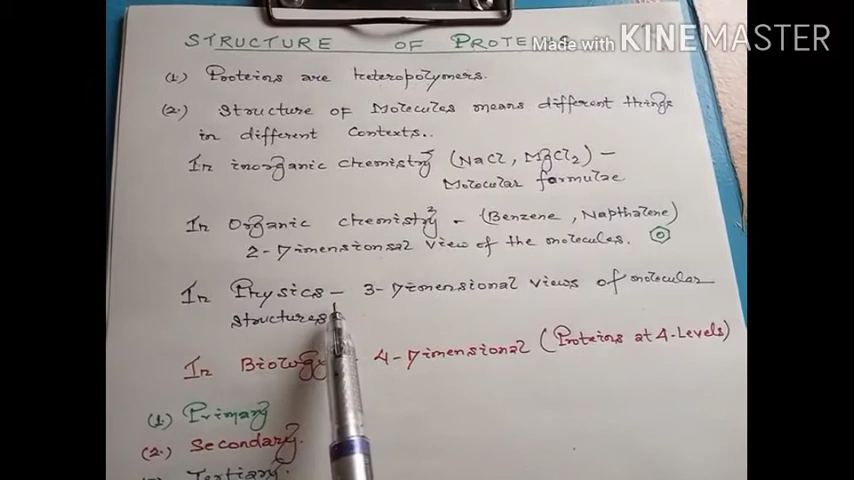 STRUCTURE OF PROTEINS
Made with KINEMASTER
(1.) Proteins are heteropolymers.
(2.) Structure of Molecules means different things
in different Contexts..
In inorganic chemistry (NaCl, MgCl2) -
Molecular formulae
In Organic chemistry - (Benzene, Napthalene)
2-Dimensional view of the molecules.
In Physics - 3-Dimensional views of molecular
structures
In Biology 4-Dimensional (Proteins at 4-Levels)
(1.) Primary
(2.) Secondary.
Tertiary.